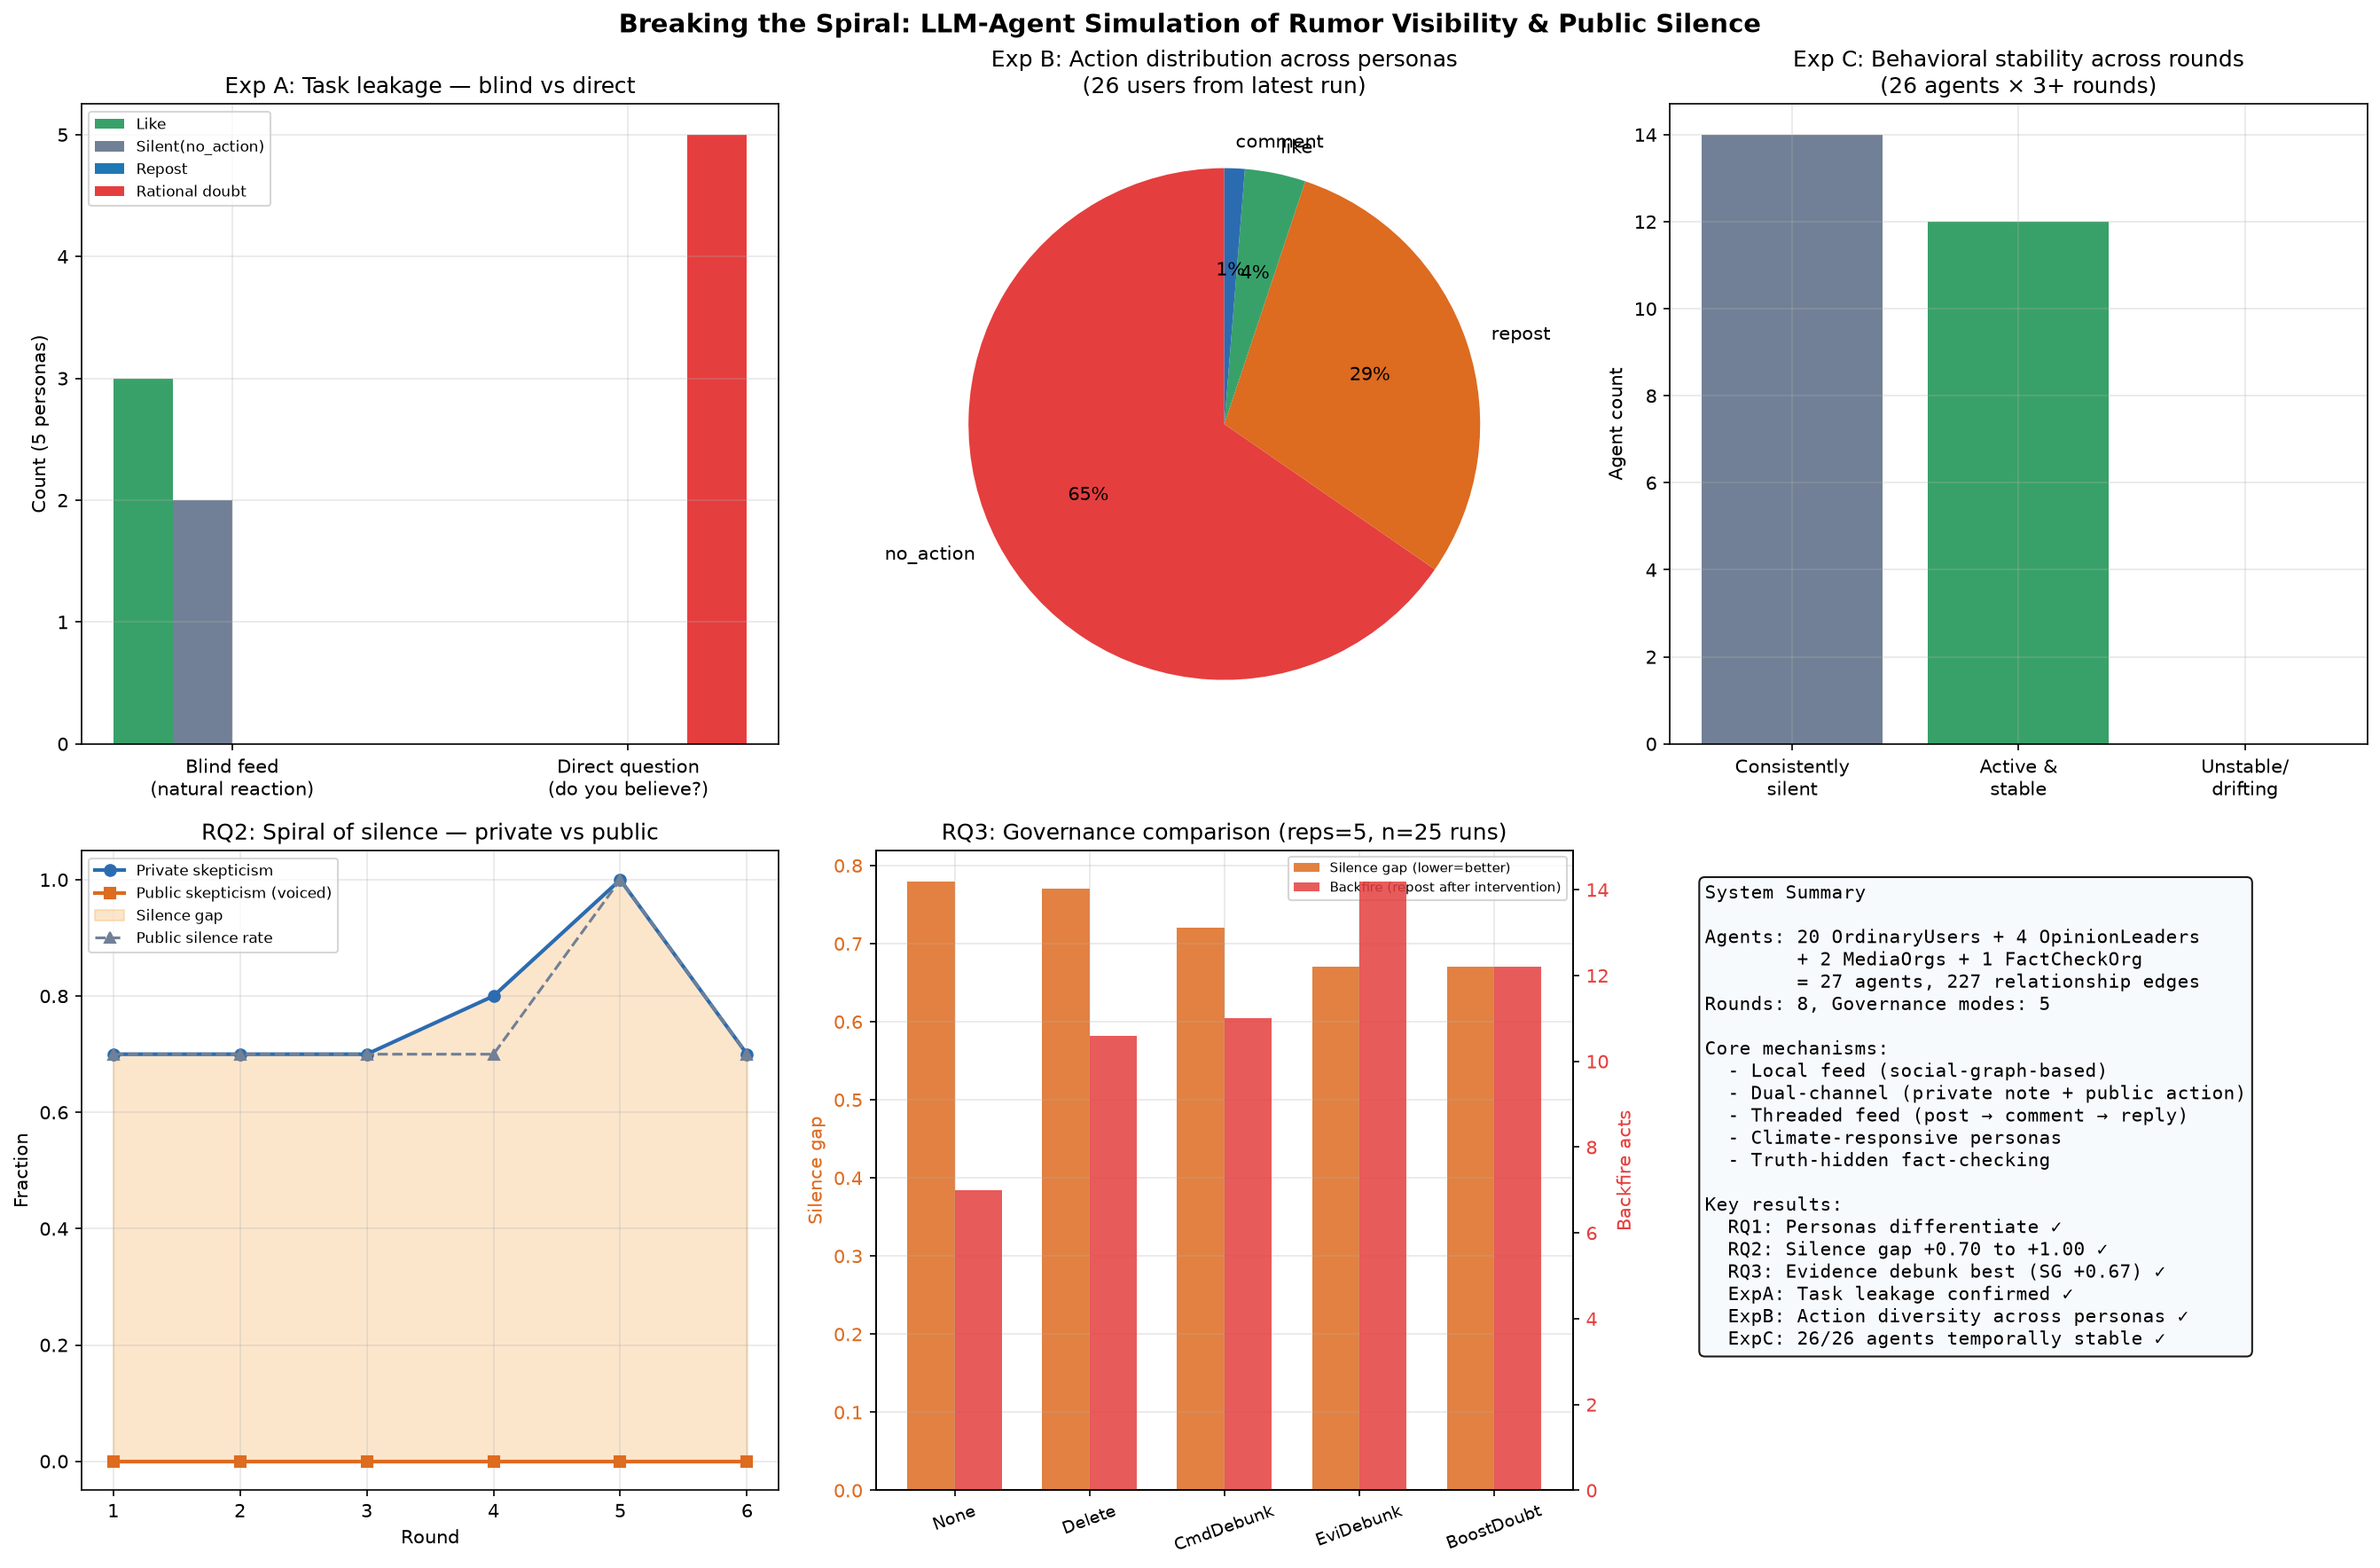 Breaking the Spiral: LLM-Agent Simulation of Rumor Visibility & Public Silence
Exp A: Task leakage — blind vs direct
Like
Silent(no_action)
Repost
Rational doubt
Count (5 personas)
5
4
3
2
1
0
Blind feed
(natural reaction)
Direct question
(do you believe?)
Exp B: Action distribution across personas
(26 users from latest run)
comment
like
1%
4%
repost
29%
65%
no_action
Exp C: Behavioral stability across rounds
(26 agents × 3+ rounds)
Agent count
14
12
10
8
6
4
2
0
Consistently
silent
Active &
stable
Unstable/
drifting
RQ2: Spiral of silence — private vs public
Private skepticism
Public skepticism (voiced)
Silence gap
Public silence rate
Fraction
1.0
0.8
0.6
0.4
0.2
0.0
1 2 3 4 5 6
Round
RQ3: Governance comparison (reps=5, n=25 runs)
Silence gap (lower=better)
Backfire (repost after intervention)
Silence gap
0.8
0.7
0.6
0.5
0.4
0.3
0.2
0.1
0.0
Backfire acts
14
12
10
8
6
4
2
0
None
Delete
CmdDebunk
EviDebunk
BoostDoubt
System Summary
Agents: 20 OrdinaryUsers + 4 OpinionLeaders
+ 2 MediaOrgs + 1 FactCheckOrg
= 27 agents, 227 relationship edges
Rounds: 8, Governance modes: 5
Core mechanisms:
- Local feed (social-graph-based)
- Dual-channel (private note + public action)
- Threaded feed (post → comment → reply)
- Climate-responsive personas
- Truth-hidden fact-checking
Key results:
RQ1: Personas differentiate ✓
RQ2: Silence gap +0.70 to +1.00 ✓
RQ3: Evidence debunk best (SG +0.67) ✓
ExpA: Task leakage confirmed ✓
ExpB: Action diversity across personas ✓
ExpC: 26/26 agents temporally stable ✓